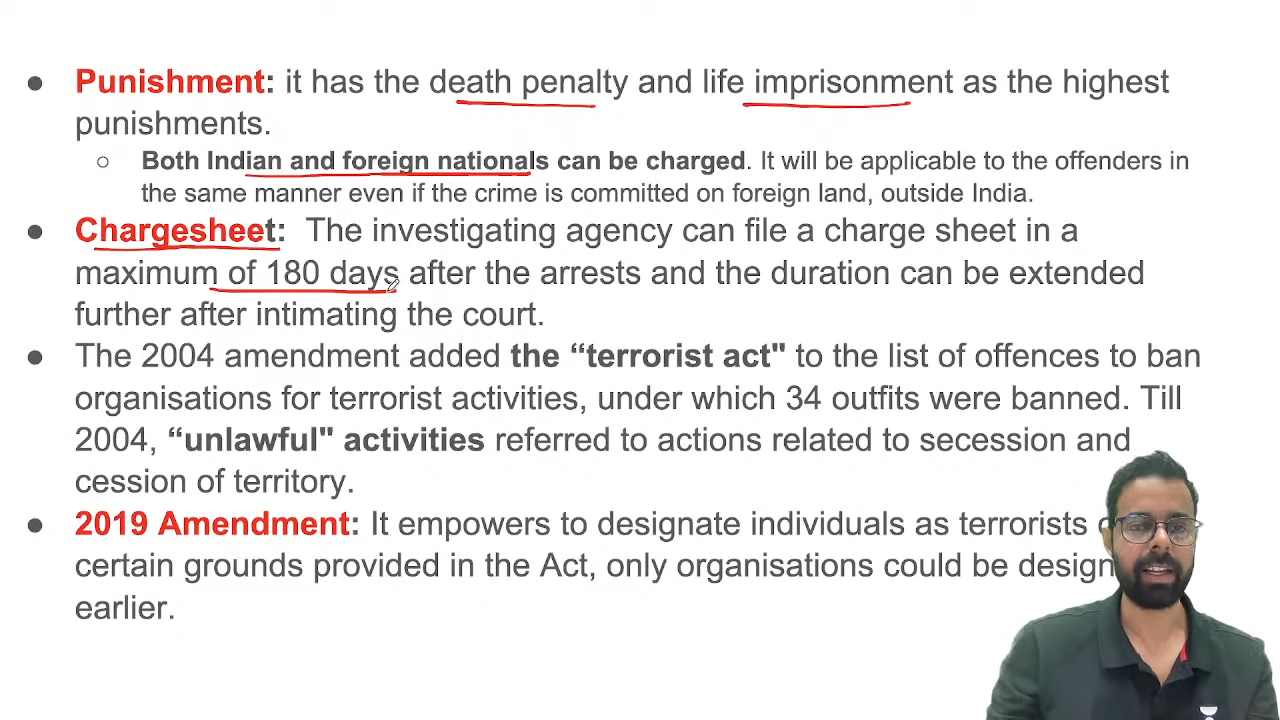 ● Punishment: it has the death penalty and life imprisonment as the highest
punishments.
○ Both Indian and foreign nationals can be charged. It will be applicable to the offenders in
the same manner even if the crime is committed on foreign land, outside India.
● Chargesheet: The investigating agency can file a charge sheet in a
maximum of 180 days after the arrests and the duration can be extended
further after intimating the court.
● The 2004 amendment added the “terrorist act" to the list of offences to ban
organisations for terrorist activities, under which 34 outfits were banned. Till
2004, “unlawful" activities referred to actions related to secession and
cession of territory.
● 2019 Amendment: It empowers to designate individuals as terrorists
certain grounds provided in the Act, only organisations could be design
earlier.